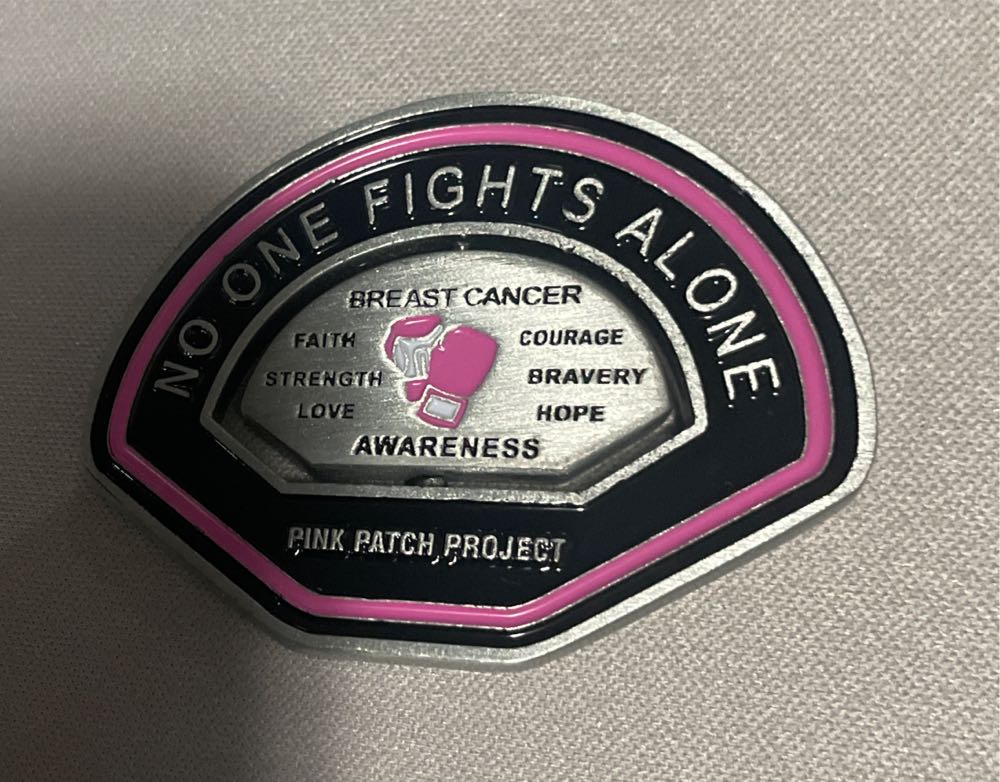 NO ONE FIGHTS ALONE
BREAST CANCER
FAITH COURAGE
STRENGTH BRAVERY
LOVE HOPE
AWARENESS
PINK PATCH PROJECT